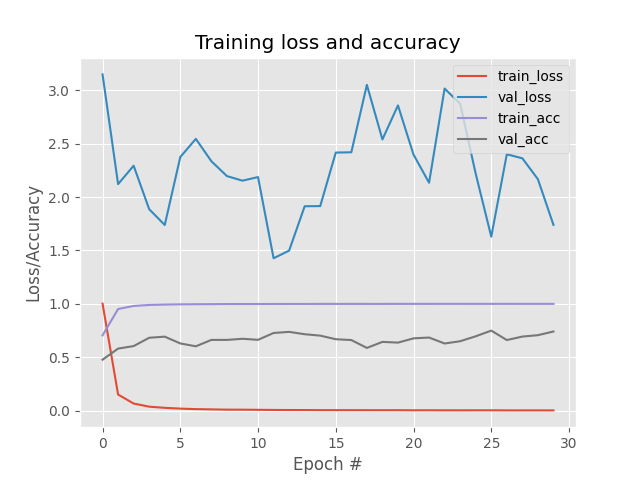 Training loss and accuracy
train_loss
val_loss
train_acc
val_acc
Loss/Accuracy
3.0
2.5
2.0
1.5
1.0
0.5
0.0
0 5 10 15 20 25 30
Epoch #